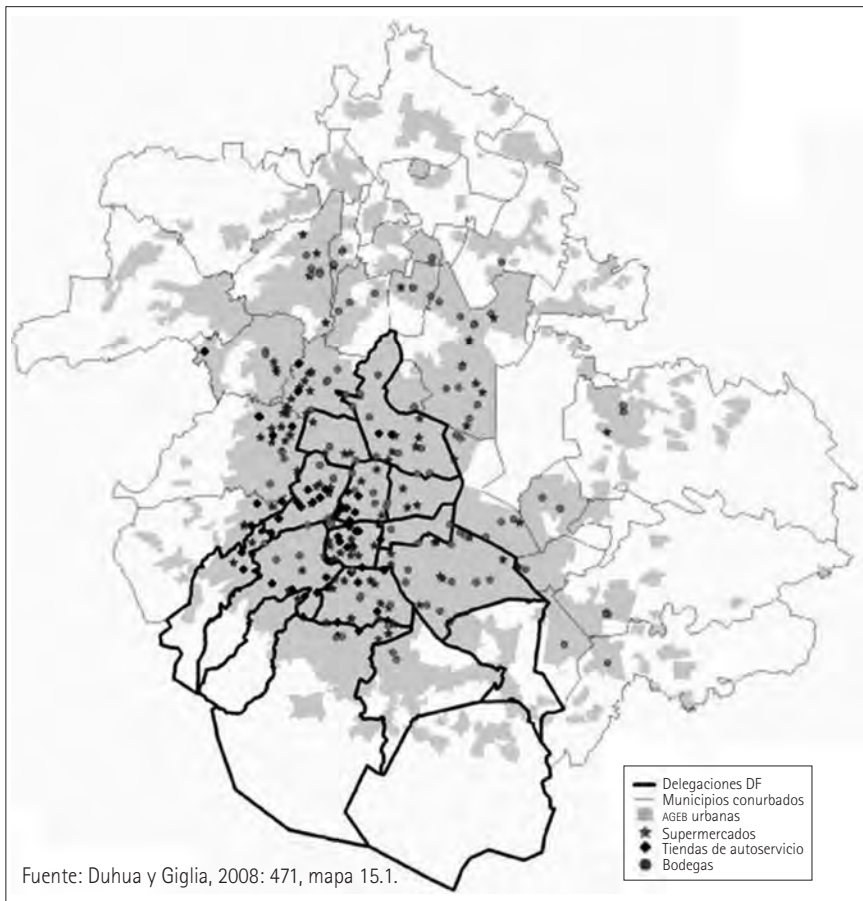 Delegaciones DF
Municipios conurbados
AGEB urbanas
Supermercados
Tiendas de autoservicio
Bodegas
Fuente: Duhua y Giglia, 2008: 471, mapa 15.1.